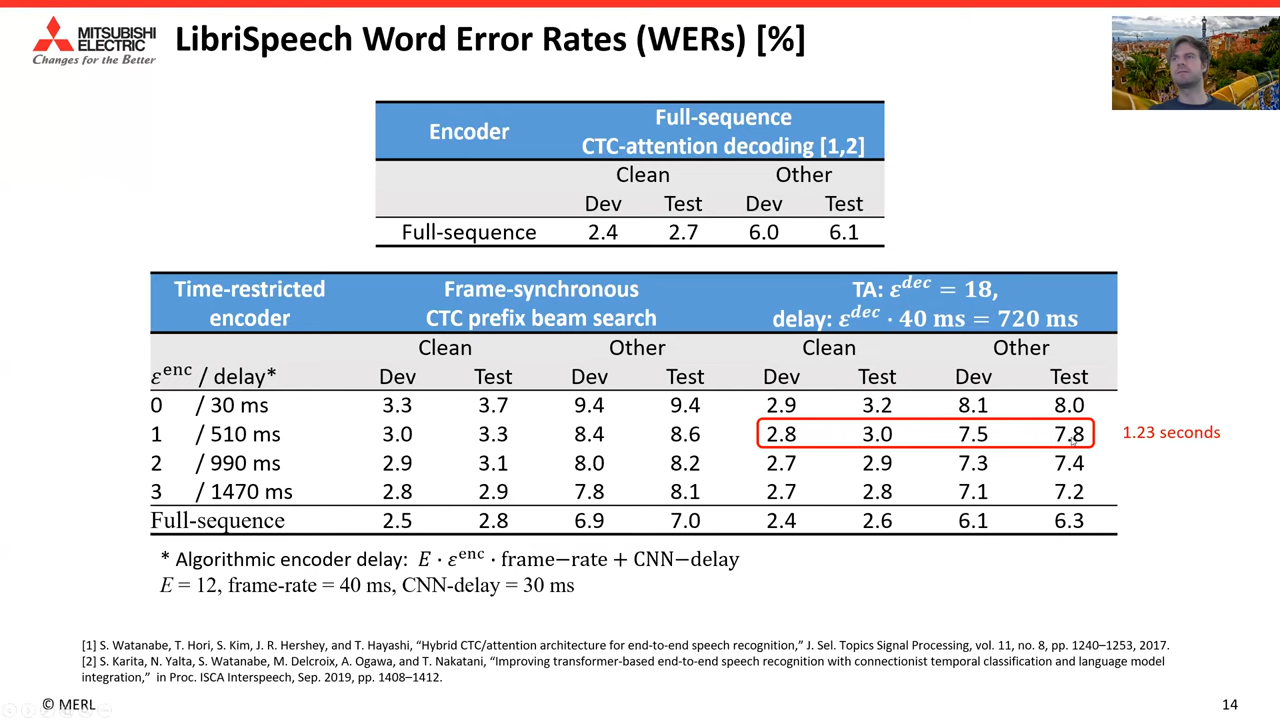 MITSUBISHI
ELECTRIC
Changes for the Better
LibriSpeech Word Error Rates (WERs) [%]
Encoder Full-sequence
CTC-attention decoding [1,2]
Clean Other
Dev Test Dev Test
Full-sequence 2.4 2.7 6.0 6.1
Time-restricted encoder Frame-synchronous CTC prefix beam search TA: ε^dec = 18,
delay: ε^dec · 40 ms = 720 ms
Clean Other Clean Other
ε^enc / delay* Dev Test Dev Test Dev Test Dev Test
0 / 30 ms 3.3 3.7 9.4 9.4 2.9 3.2 8.1 8.0
1 / 510 ms 3.0 3.3 8.4 8.6 2.8 3.0 7.5 7.8 1.23 seconds
2 / 990 ms 2.9 3.1 8.0 8.2 2.7 2.9 7.3 7.4
3 / 1470 ms 2.8 2.9 7.8 8.1 2.7 2.8 7.1 7.2
Full-sequence 2.5 2.8 6.9 7.0 2.4 2.6 6.1 6.3
* Algorithmic encoder delay: E · ε^enc · frame−rate + CNN−delay
E = 12, frame-rate = 40 ms, CNN-delay = 30 ms
[1] S. Watanabe, T. Hori, S. Kim, J. R. Hershey, and T. Hayashi, “Hybrid CTC/attention architecture for end-to-end speech recognition,” J. Sel. Topics Signal Processing, vol. 11, no. 8, pp. 1240–1253, 2017.
[2] S. Karita, N. Yalta, S. Watanabe, M. Delcroix, A. Ogawa, and T. Nakatani, “Improving transformer-based end-to-end speech recognition with connectionist temporal classification and language model
integration,” in Proc. ISCA Interspeech, Sep. 2019, pp. 1408–1412.
© MERL 14